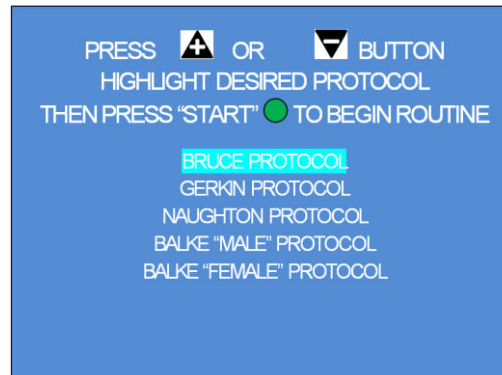 PRESS + OR − BUTTON
HIGHLIGHT DESIRED PROTOCOL
THEN PRESS “START” TO BEGIN ROUTINE
BRUCE PROTOCOL
GERKIN PROTOCOL
NAUGHTON PROTOCOL
BALKE “MALE” PROTOCOL
BALKE “FEMALE” PROTOCOL